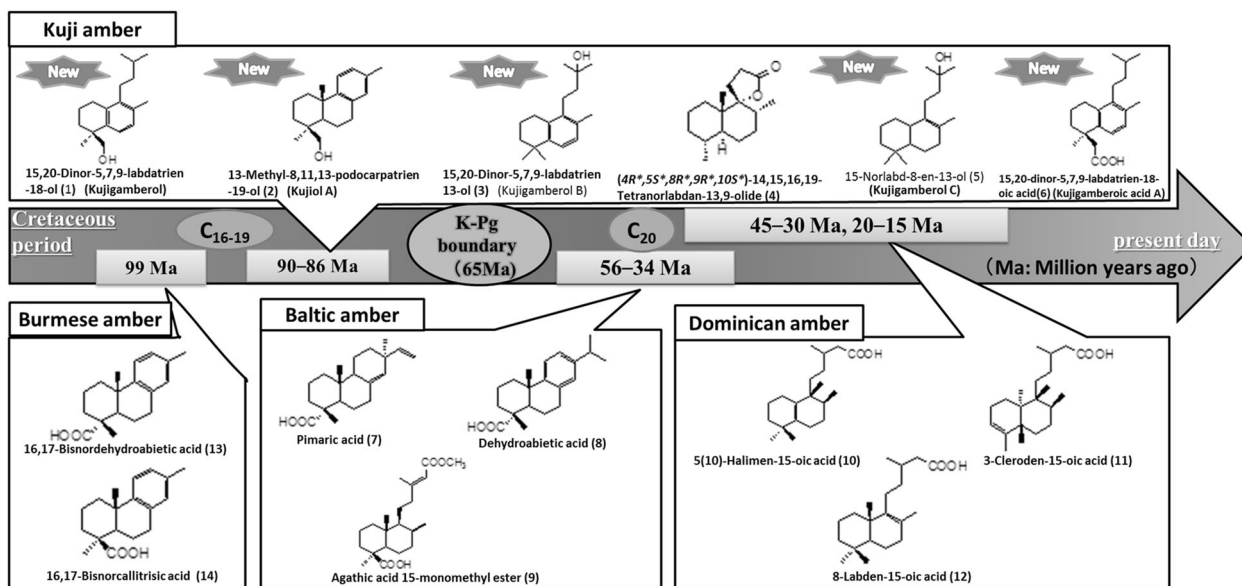 Kuji amber
New
New
New
New
New
OH
OH
OH
O
O
H
OH
COOH
15,20-Dinor-5,7,9-labdatrien
-18-ol (1) (Kujigamberol)
13-Methyl-8,11,13-podocarpatrien
-19-ol (2) (Kujiol A)
15,20-Dinor-5,7,9-labdatrien
13-ol (3) (Kujigamberol B)
(4R*,5S*,8R*,9R*,10S*)-14,15,16,19-
Tetranorlabdan-13,9-olide (4)
15-Norlabd-8-en-13-ol (5)
(Kujigamberol C)
15,20-dinor-5,7,9-labdatrien-18-
oic acid(6) (Kujigamberoic acid A)
Cretaceous
period
C16-19
99 Ma
90–86 Ma
K-Pg
boundary
(65Ma)
C20
56–34 Ma
45–30 Ma, 20–15 Ma
present day
(Ma: Million years ago)
Burmese amber
HOOC
16,17-Bisnordehydroabietic acid (13)
COOH
16,17-Bisnorcallitrisic acid (14)
Baltic amber
HOOC
Pimaric acid (7)
HOOC
Dehydroabietic acid (8)
COOCH3
COOH
Agathic acid 15-monomethyl ester (9)
Dominican amber
COOH
5(10)-Halimen-15-oic acid (10)
COOH
3-Cleroden-15-oic acid (11)
COOH
8-Labden-15-oic acid (12)